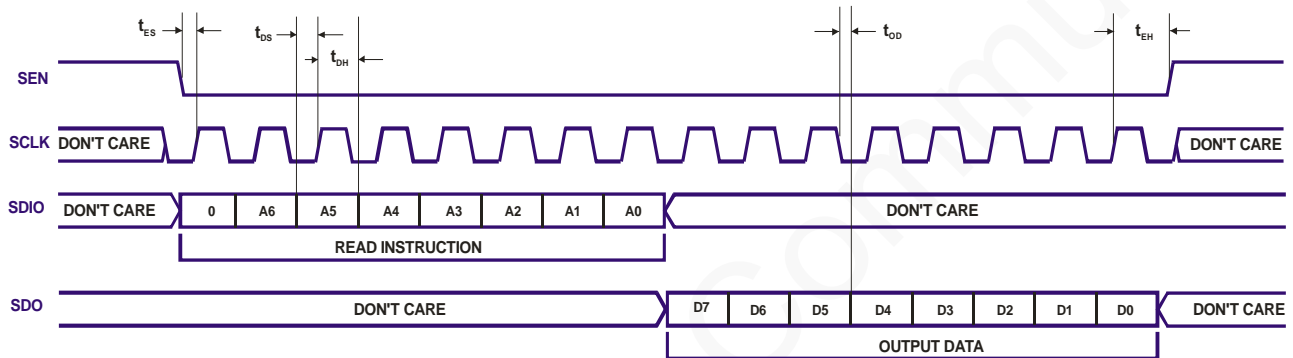 tES
tDS
tDH
tOD
tEH
SEN
SCLK DON'T CARE DON'T CARE
SDIO DON'T CARE 0 A6 A5 A4 A3 A2 A1 A0 DON'T CARE
READ INSTRUCTION
SDO DON'T CARE D7 D6 D5 D4 D3 D2 D1 D0 DON'T CARE
OUTPUT DATA
Commu